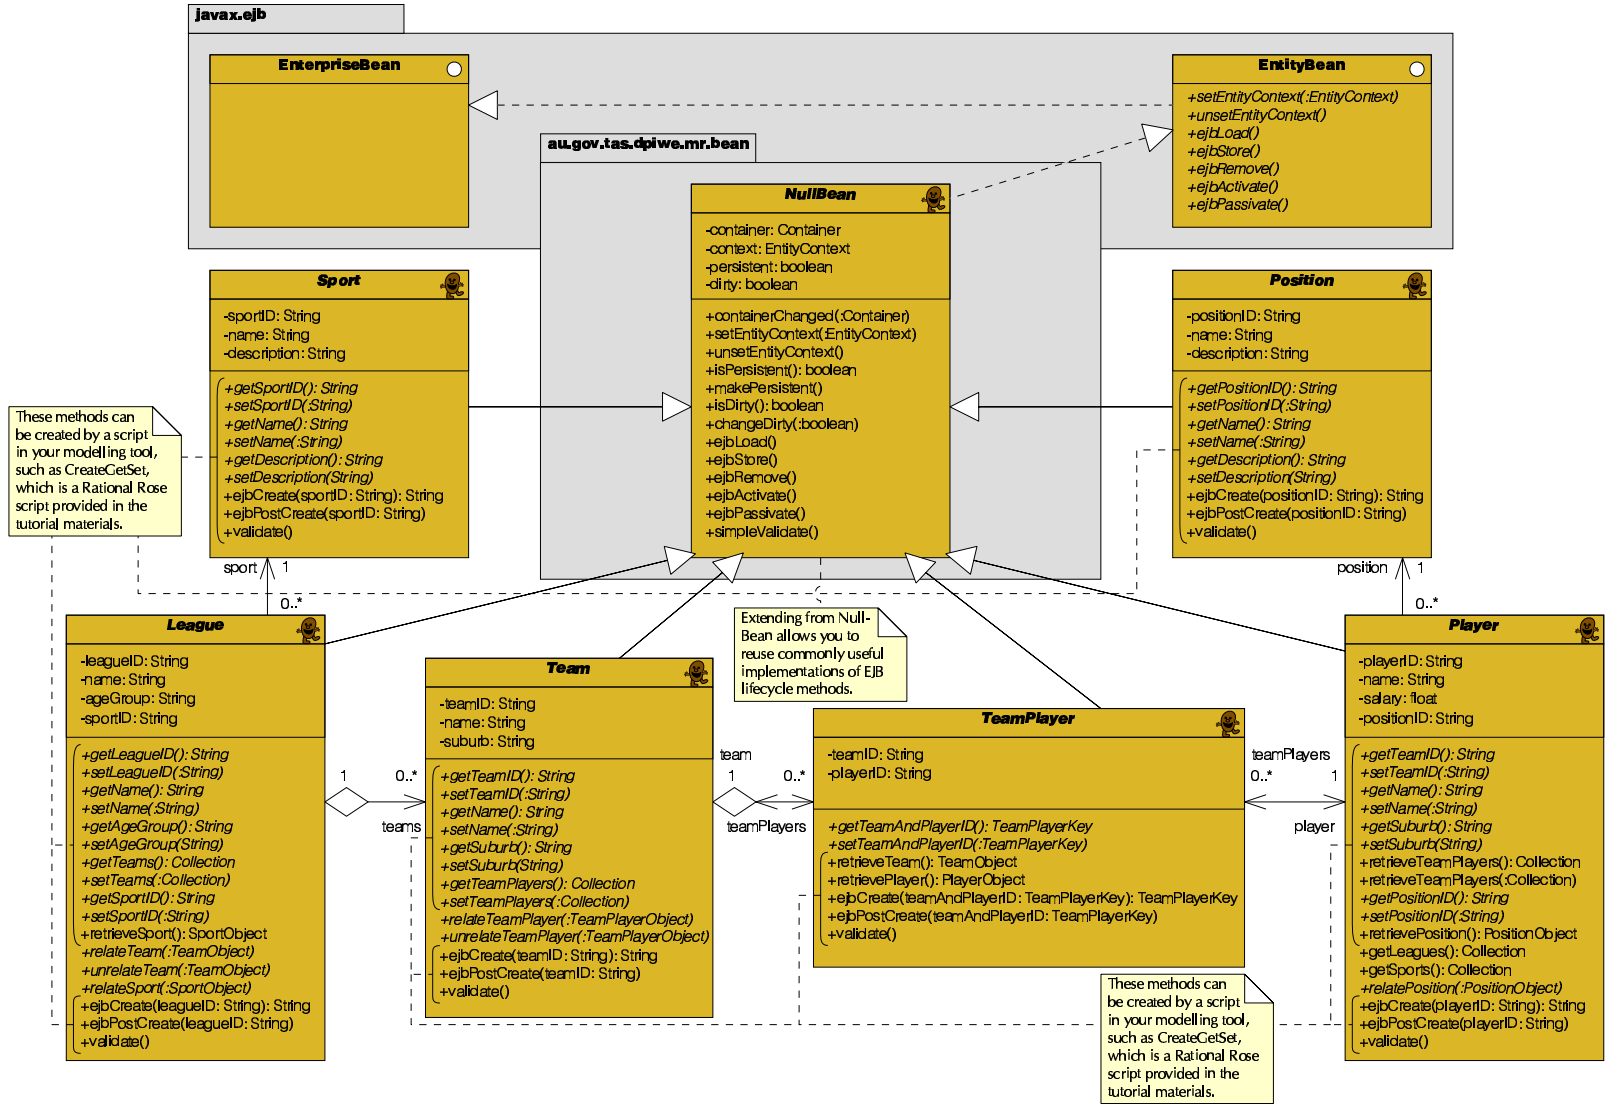 javax.ejb
EnterpriseBean
EntityBean
+setEntityContext(:EntityContext)
+unsetEntityContext()
+ejbLoad()
+ejbStore()
+ejbRemove()
+ejbActivate()
+ejbPassivate()
au.gov.tas.dpiwe.mr.bean
NullBean
-container: Container
-context: EntityContext
-persistent: boolean
-dirty: boolean
+containerChanged(:Container)
+setEntityContext(:EntityContext)
+unsetEntityContext()
+isPersistent(): boolean
+makePersistent()
+isDirty(): boolean
+changeDirty(:boolean)
+ejbLoad()
+ejbStore()
+ejbRemove()
+ejbActivate()
+ejbPassivate()
+simpleValidate()
Sport
-sportID: String
-name: String
-description: String
+getSportID(): String
+setSportID(:String)
+getName(): String
+setName(:String)
+getDescription(): String
+setDescription(String)
+ejbCreate(sportID: String): String
+ejbPostCreate(sportID: String)
+validate()
Position
-positionID: String
-name: String
-description: String
+getPositionID(): String
+setPositionID(:String)
+getName(): String
+setName(:String)
+getDescription(): String
+setDescription(String)
+ejbCreate(positionID: String): String
+ejbPostCreate(positionID: String)
+validate()
These methods can
be created by a script
in your modelling tool,
such as CreateGetSet,
which is a Rational Rose
script provided in the
tutorial materials.
sport 1
0..*
position 1
0..*
Extending from Null-
Bean allows you to
reuse commonly useful
implementations of EJB
lifecycle methods.
League
-leagueID: String
-name: String
-ageGroup: String
-sportID: String
+getLeagueID(): String
+setLeagueID(:String)
+getName(): String
+setName(:String)
+getAgeGroup(): String
+setAgeGroup(String)
+getTeams(): Collection
+setTeams(:Collection)
+getSportID(): String
+setSportID(:String)
+retrieveSport(): SportObject
+relateTeam(:TeamObject)
+unrelateTeam(:TeamObject)
+relateSport(:SportObject)
+ejbCreate(leagueID: String): String
+ejbPostCreate(leagueID: String)
+validate()
1 0..*
teams
Team
-teamID: String
-name: String
-suburb: String
+getTeamID(): String
+setTeamID(:String)
+getName(): String
+setName(:String)
+getSuburb(): String
+setSuburb(String)
+getTeamPlayers(): Collection
+setTeamPlayers(:Collection)
+relateTeamPlayer(:TeamPlayerObject)
+unrelateTeamPlayer(:TeamPlayerObject)
+ejbCreate(teamID: String): String
+ejbPostCreate(teamID: String)
+validate()
team
1 0..*
teamPlayers
TeamPlayer
-teamID: String
-playerID: String
+getTeamAndPlayerID(): TeamPlayerKey
+setTeamAndPlayerID(:TeamPlayerKey)
+retrieveTeam(): TeamObject
+retrievePlayer(): PlayerObject
+ejbCreate(teamAndPlayerID: TeamPlayerKey): TeamPlayerKey
+ejbPostCreate(teamAndPlayerID: TeamPlayerKey)
+validate()
teamPlayers
0..* 1
player
Player
-playerID: String
-name: String
-salary: float
-positionID: String
+getTeamID(): String
+setTeamID(:String)
+getName(): String
+setName(:String)
+getSuburb(): String
+setSuburb(String)
+retrieveTeamPlayers(): Collection
+retrieveTeamPlayers(:Collection)
+getPositionID(): String
+setPositionID(:String)
+retrievePosition(): PositionObject
+getLeagues(): Collection
+getSports(): Collection
+relatePosition(:PositionObject)
+ejbCreate(playerID: String): String
+ejbPostCreate(playerID: String)
+validate()
These methods can
be created by a script
in your modelling tool,
such as CreateGetSet,
which is a Rational Rose
script provided in the
tutorial materials.